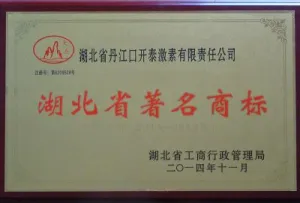 湖北省丹江口开泰激素有限责任公司
湖北省著名商标
湖北省工商行政管理局
二〇一四年十一月